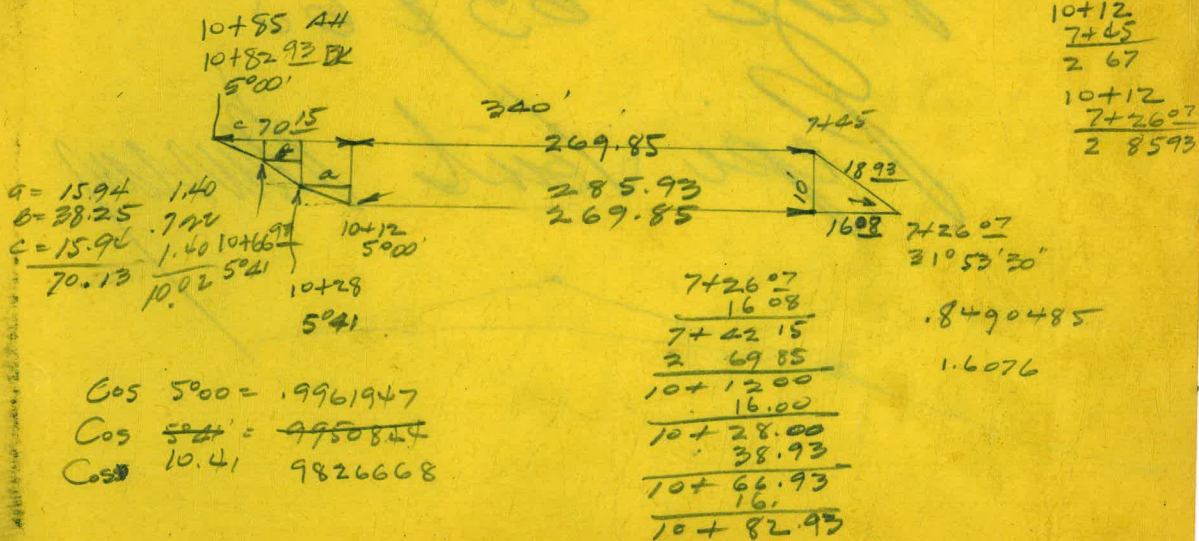 10+85 AH
10+82 93 BK
5°00'
10+12
7+45
2 67
10+12
7+26 07
2 8593
340'
c 70 15
269.85
7+45
18 93
a
285.93
269.85
10'
16 08
7+26 07
31° 53' 30"
a = 15.94 1.40
B = 38.25 7.22
c = 15.94 1.40
70.13 10.02
10+66 93
5°41
10+12
5°00'
10+28
5°41
7+26 07
16 08
7+42 15
2 69 85
10+12 00
16.00
10+28.00
38.93
10+66.93
16.
10+82.93
.8490485
1.6076
Cos 5°00 = .9961947
Cos 5°41 = 9950844
Cos 10.41 9826668